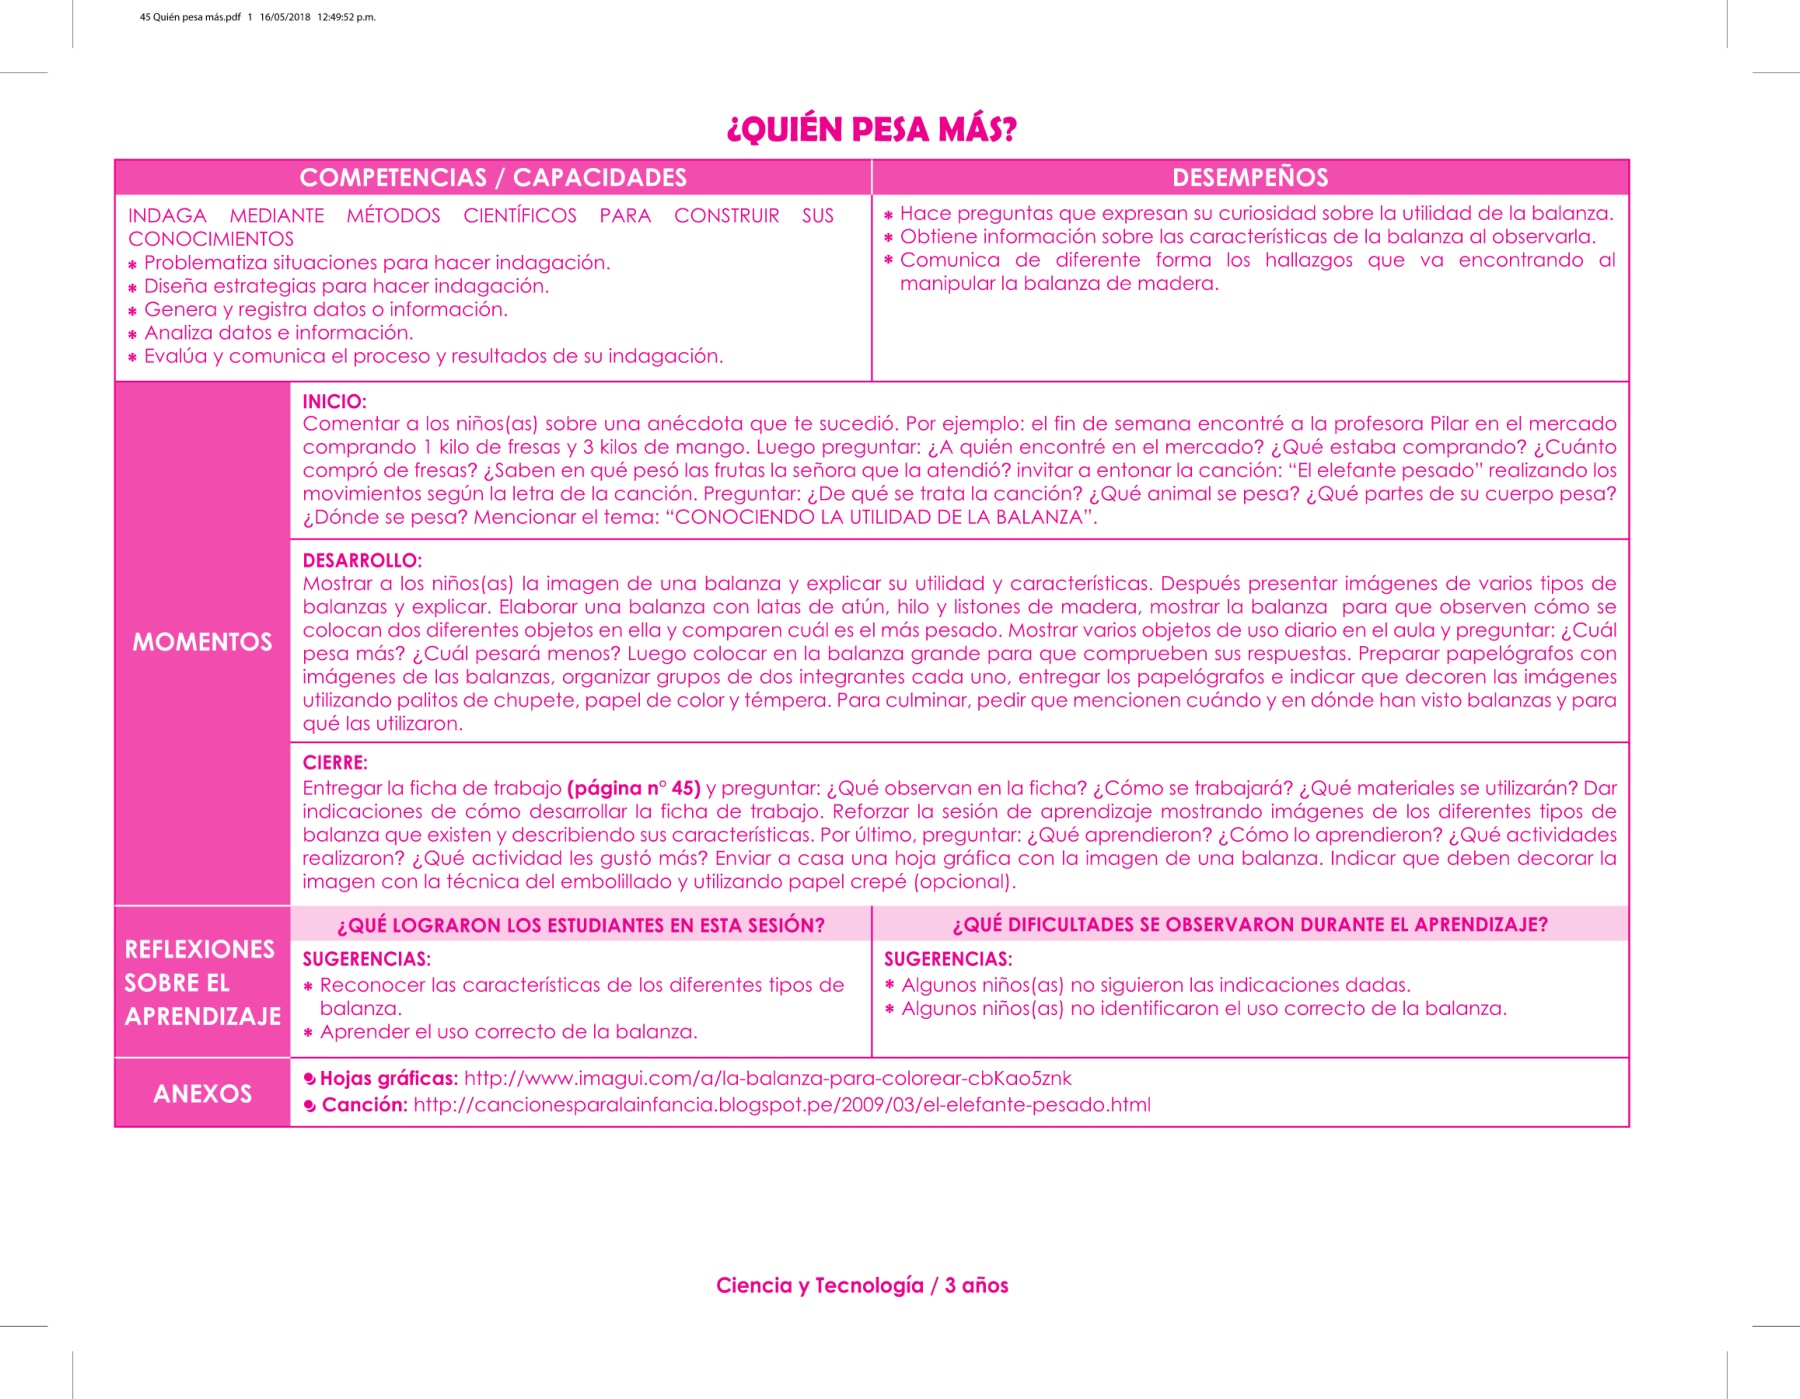 45 Quién pesa más.pdf 1 16/05/2018 12:49:52 p.m.
¿QUIÉN PESA MÁS?
COMPETENCIAS / CAPACIDADES
DESEMPEÑOS
INDAGA MEDIANTE MÉTODOS CIENTÍFICOS PARA CONSTRUIR SUS
CONOCIMIENTOS
* Problematiza situaciones para hacer indagación.
* Diseña estrategias para hacer indagación.
* Genera y registra datos o información.
* Analiza datos e información.
* Evalúa y comunica el proceso y resultados de su indagación.
* Hace preguntas que expresan su curiosidad sobre la utilidad de la balanza.
* Obtiene información sobre las características de la balanza al observarla.
* Comunica de diferente forma los hallazgos que va encontrando al
manipular la balanza de madera.
MOMENTOS
INICIO:
Comentar a los niños(as) sobre una anécdota que te sucedió. Por ejemplo: el fin de semana encontré a la profesora Pilar en el mercado
comprando 1 kilo de fresas y 3 kilos de mango. Luego preguntar: ¿A quién encontré en el mercado? ¿Qué estaba comprando? ¿Cuánto
compró de fresas? ¿Saben en qué pesó las frutas la señora que la atendió? invitar a entonar la canción: “El elefante pesado” realizando los
movimientos según la letra de la canción. Preguntar: ¿De qué se trata la canción? ¿Qué animal se pesa? ¿Qué partes de su cuerpo pesa?
¿Dónde se pesa? Mencionar el tema: “CONOCIENDO LA UTILIDAD DE LA BALANZA”.
DESARROLLO:
Mostrar a los niños(as) la imagen de una balanza y explicar su utilidad y características. Después presentar imágenes de varios tipos de
balanzas y explicar. Elaborar una balanza con latas de atún, hilo y listones de madera, mostrar la balanza para que observen cómo se
colocan dos diferentes objetos en ella y comparen cuál es el más pesado. Mostrar varios objetos de uso diario en el aula y preguntar: ¿Cuál
pesa más? ¿Cuál pesará menos? Luego colocar en la balanza grande para que comprueben sus respuestas. Preparar papelógrafos con
imágenes de las balanzas, organizar grupos de dos integrantes cada uno, entregar los papelógrafos e indicar que decoren las imágenes
utilizando palitos de chupete, papel de color y témpera. Para culminar, pedir que mencionen cuándo y en dónde han visto balanzas y para
qué las utilizaron.
CIERRE:
Entregar la ficha de trabajo (página n° 45) y preguntar: ¿Qué observan en la ficha? ¿Cómo se trabajará? ¿Qué materiales se utilizarán? Dar
indicaciones de cómo desarrollar la ficha de trabajo. Reforzar la sesión de aprendizaje mostrando imágenes de los diferentes tipos de
balanza que existen y describiendo sus características. Por último, preguntar: ¿Qué aprendieron? ¿Cómo lo aprendieron? ¿Qué actividades
realizaron? ¿Qué actividad les gustó más? Enviar a casa una hoja gráfica con la imagen de una balanza. Indicar que deben decorar la
imagen con la técnica del embolillado y utilizando papel crepé (opcional).
REFLEXIONES
SOBRE EL
APRENDIZAJE
¿QUÉ LOGRARON LOS ESTUDIANTES EN ESTA SESIÓN?
SUGERENCIAS:
* Reconocer las características de los diferentes tipos de
balanza.
* Aprender el uso correcto de la balanza.
¿QUÉ DIFICULTADES SE OBSERVARON DURANTE EL APRENDIZAJE?
SUGERENCIAS:
* Algunos niños(as) no siguieron las indicaciones dadas.
* Algunos niños(as) no identificaron el uso correcto de la balanza.
ANEXOS
Hojas gráficas: http://www.imagui.com/a/la-balanza-para-colorear-cbKao5znk
Canción: http://cancionesparalainfancia.blogspot.pe/2009/03/el-elefante-pesado.html
Ciencia y Tecnología / 3 años